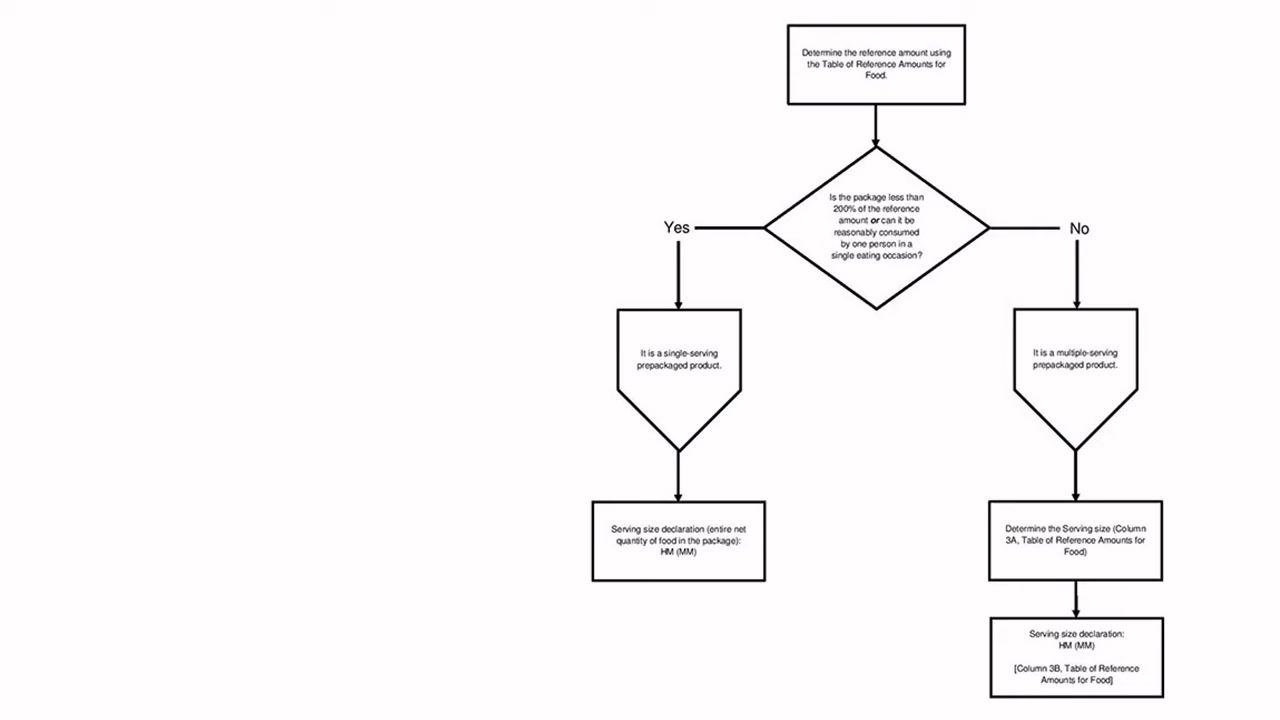 Determine the reference amount using
the Table of Reference Amounts for
Food.
Is the package less than
200% of the reference
amount or can it be
reasonably consumed
by one person in a
single eating occasion?
Yes
No
It is a single-serving
prepackaged product.
It is a multiple-serving
prepackaged product.
Serving size declaration (entire net
quantity of food in the package):
HM (MM)
Determine the Serving size (Column
3A, Table of Reference Amounts for
Food)
Serving size declaration:
HM (MM)
[Column 3B, Table of Reference
Amounts for Food]